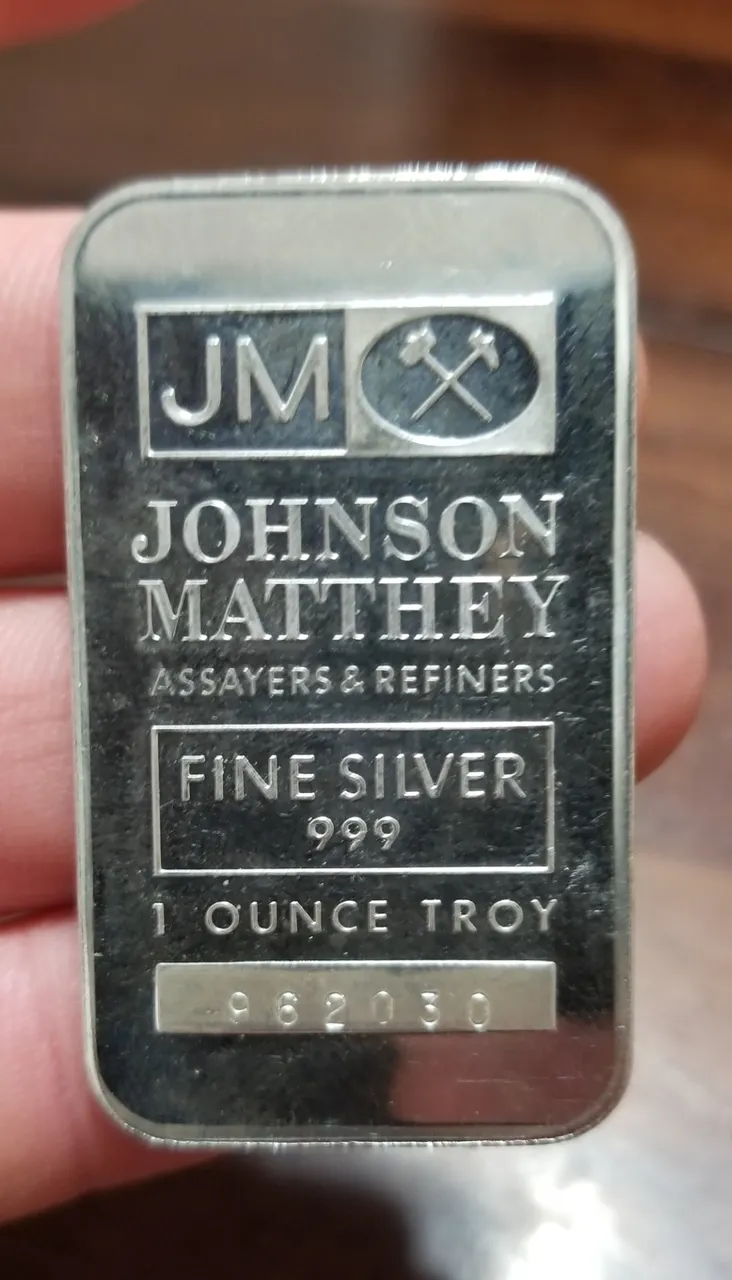 JM
JOHNSON
MATTHEY
ASSAYERS & REFINERS
FINE SILVER
999
1 OUNCE TROY
962030